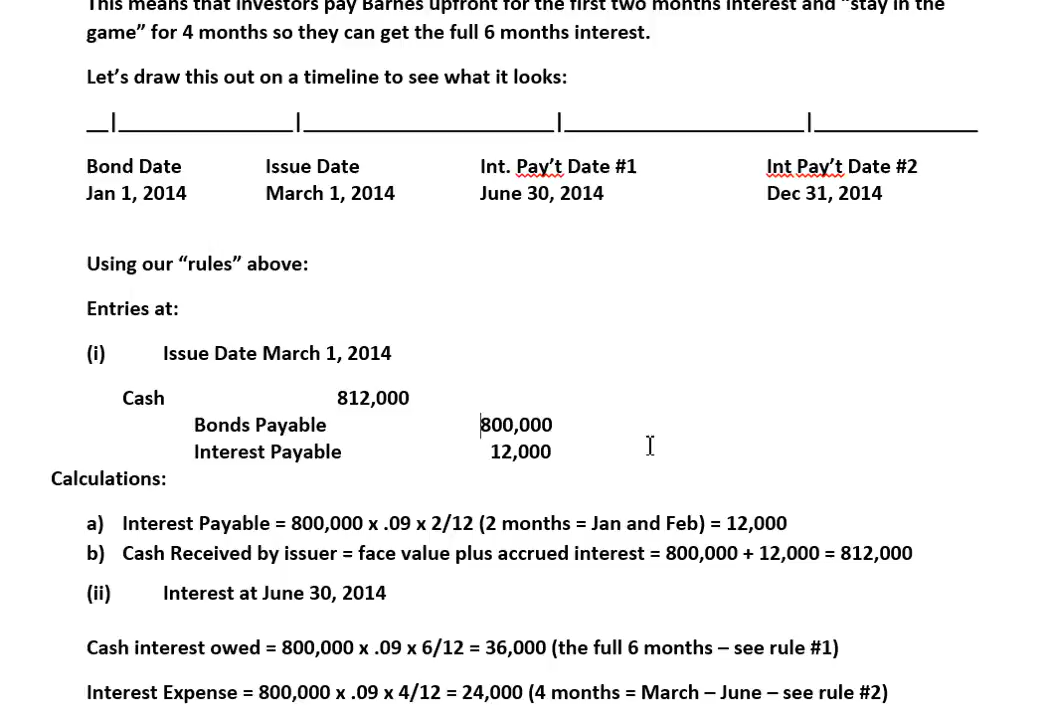 This means that investors pay Barnes upfront for the first two months interest and “stay in the
game” for 4 months so they can get the full 6 months interest.
Let’s draw this out on a timeline to see what it looks:
__|________________|______________________|______________________|_______________
Bond Date Issue Date Int. Pay’t Date #1 Int Pay’t Date #2
Jan 1, 2014 March 1, 2014 June 30, 2014 Dec 31, 2014
Using our “rules” above:
Entries at:
(i) Issue Date March 1, 2014
Cash 812,000
Bonds Payable 800,000
Interest Payable 12,000
Calculations:
a) Interest Payable = 800,000 x .09 x 2/12 (2 months = Jan and Feb) = 12,000
b) Cash Received by issuer = face value plus accrued interest = 800,000 + 12,000 = 812,000
(ii) Interest at June 30, 2014
Cash interest owed = 800,000 x .09 x 6/12 = 36,000 (the full 6 months – see rule #1)
Interest Expense = 800,000 x .09 x 4/12 = 24,000 (4 months = March – June – see rule #2)